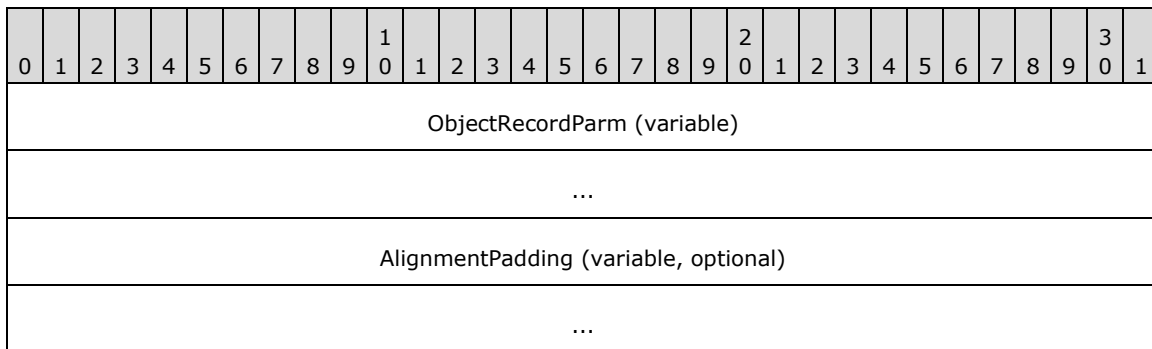 1 2 3
0 1 2 3 4 5 6 7 8 9 0 1 2 3 4 5 6 7 8 9 0 1 2 3 4 5 6 7 8 9 0 1
ObjectRecordParm (variable)
...
AlignmentPadding (variable, optional)
...